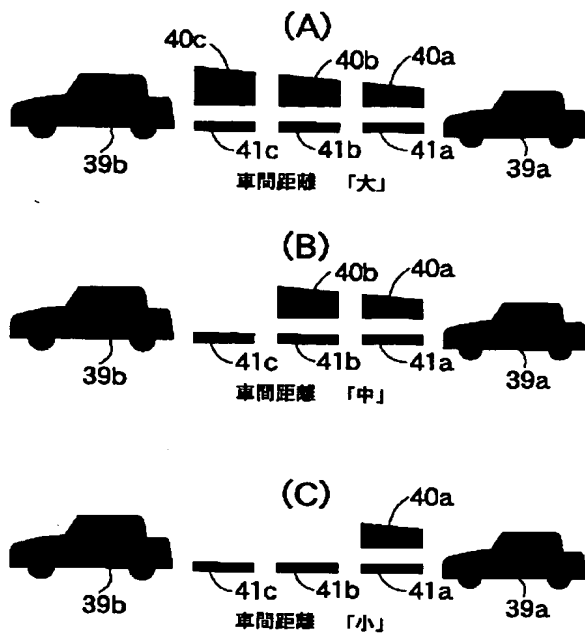 (A)
40c 40b 40a
39b 41c 41b 41a 39a
車間距離 「大」
(B)
40b 40a
39b 41c 41b 41a 39a
車間距離 「中」
(C)
40a
39b 41c 41b 41a 39a
車間距離 「小」